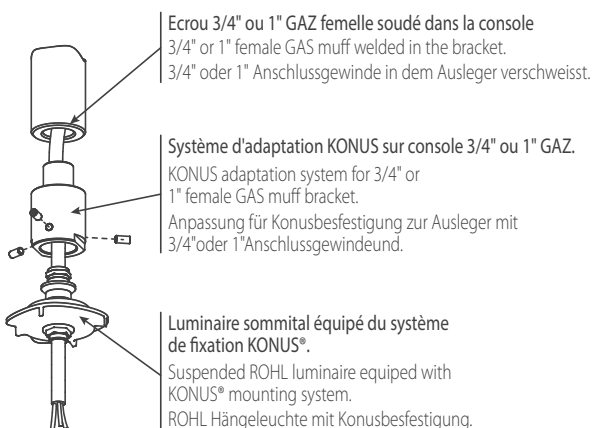 Ecrou 3/4" ou 1" GAZ femelle soudé dans la console
3/4" or 1" female GAS muff welded in the bracket.
3/4" oder 1" Anschlussgewinde in dem Ausleger verschweisst.
Système d'adaptation KONUS sur console 3/4" ou 1" GAZ.
KONUS adaptation system for 3/4" or
1" female GAS muff bracket.
Anpassung für Konusbesfestigung zur Ausleger mit
3/4"oder 1"Anschlussgewindeund.
Luminaire sommital équipé du système
de fixation KONUS®.
Suspended ROHL luminaire equiped with
KONUS® mounting system.
ROHL Hängeleuchte mit Konusbesfestigung.